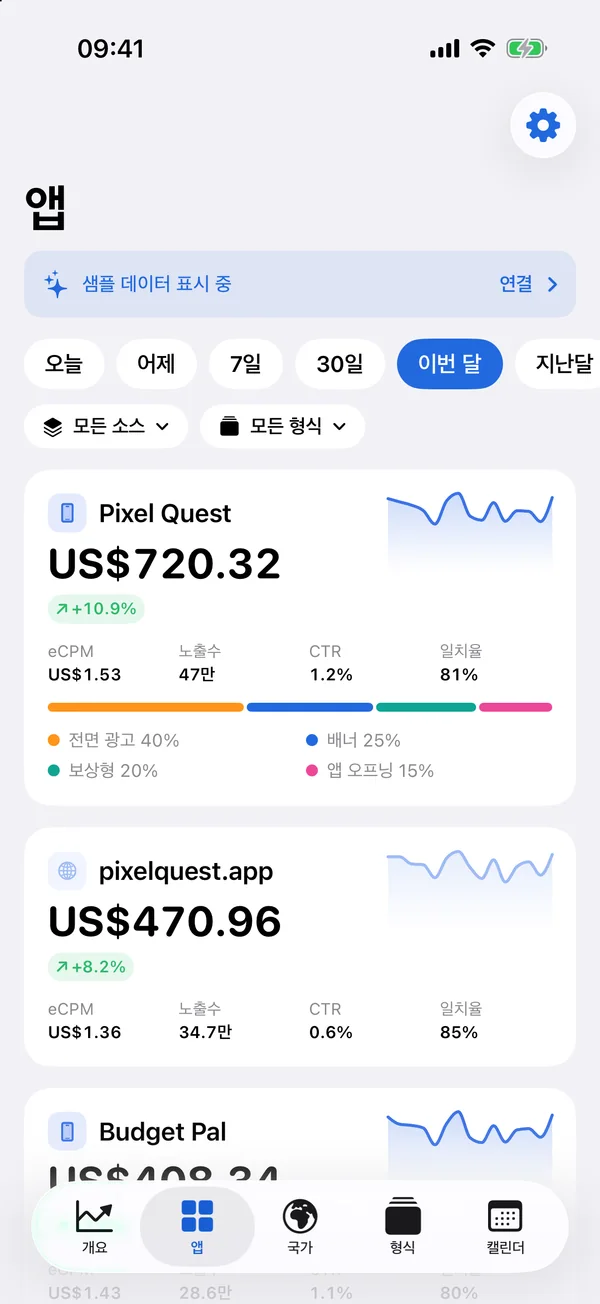 09:41
앱
샘플 데이터 표시 중 연결
오늘 어제 7일 30일 이번 달 지난달
모든 소스 모든 형식
Pixel Quest
US$720.32
+10.9%
eCPM 노출수 CTR 일치율
US$1.53 47만 1.2% 81%
전면 광고 40% 배너 25%
보상형 20% 앱 오프닝 15%
pixelquest.app
US$470.96
+8.2%
eCPM 노출수 CTR 일치율
US$1.36 34.7만 0.6% 85%
Budget Pal
US$408.34
개요 앱 국가 형식 캘린더
US$1.43 28.6만 1.1% 80%